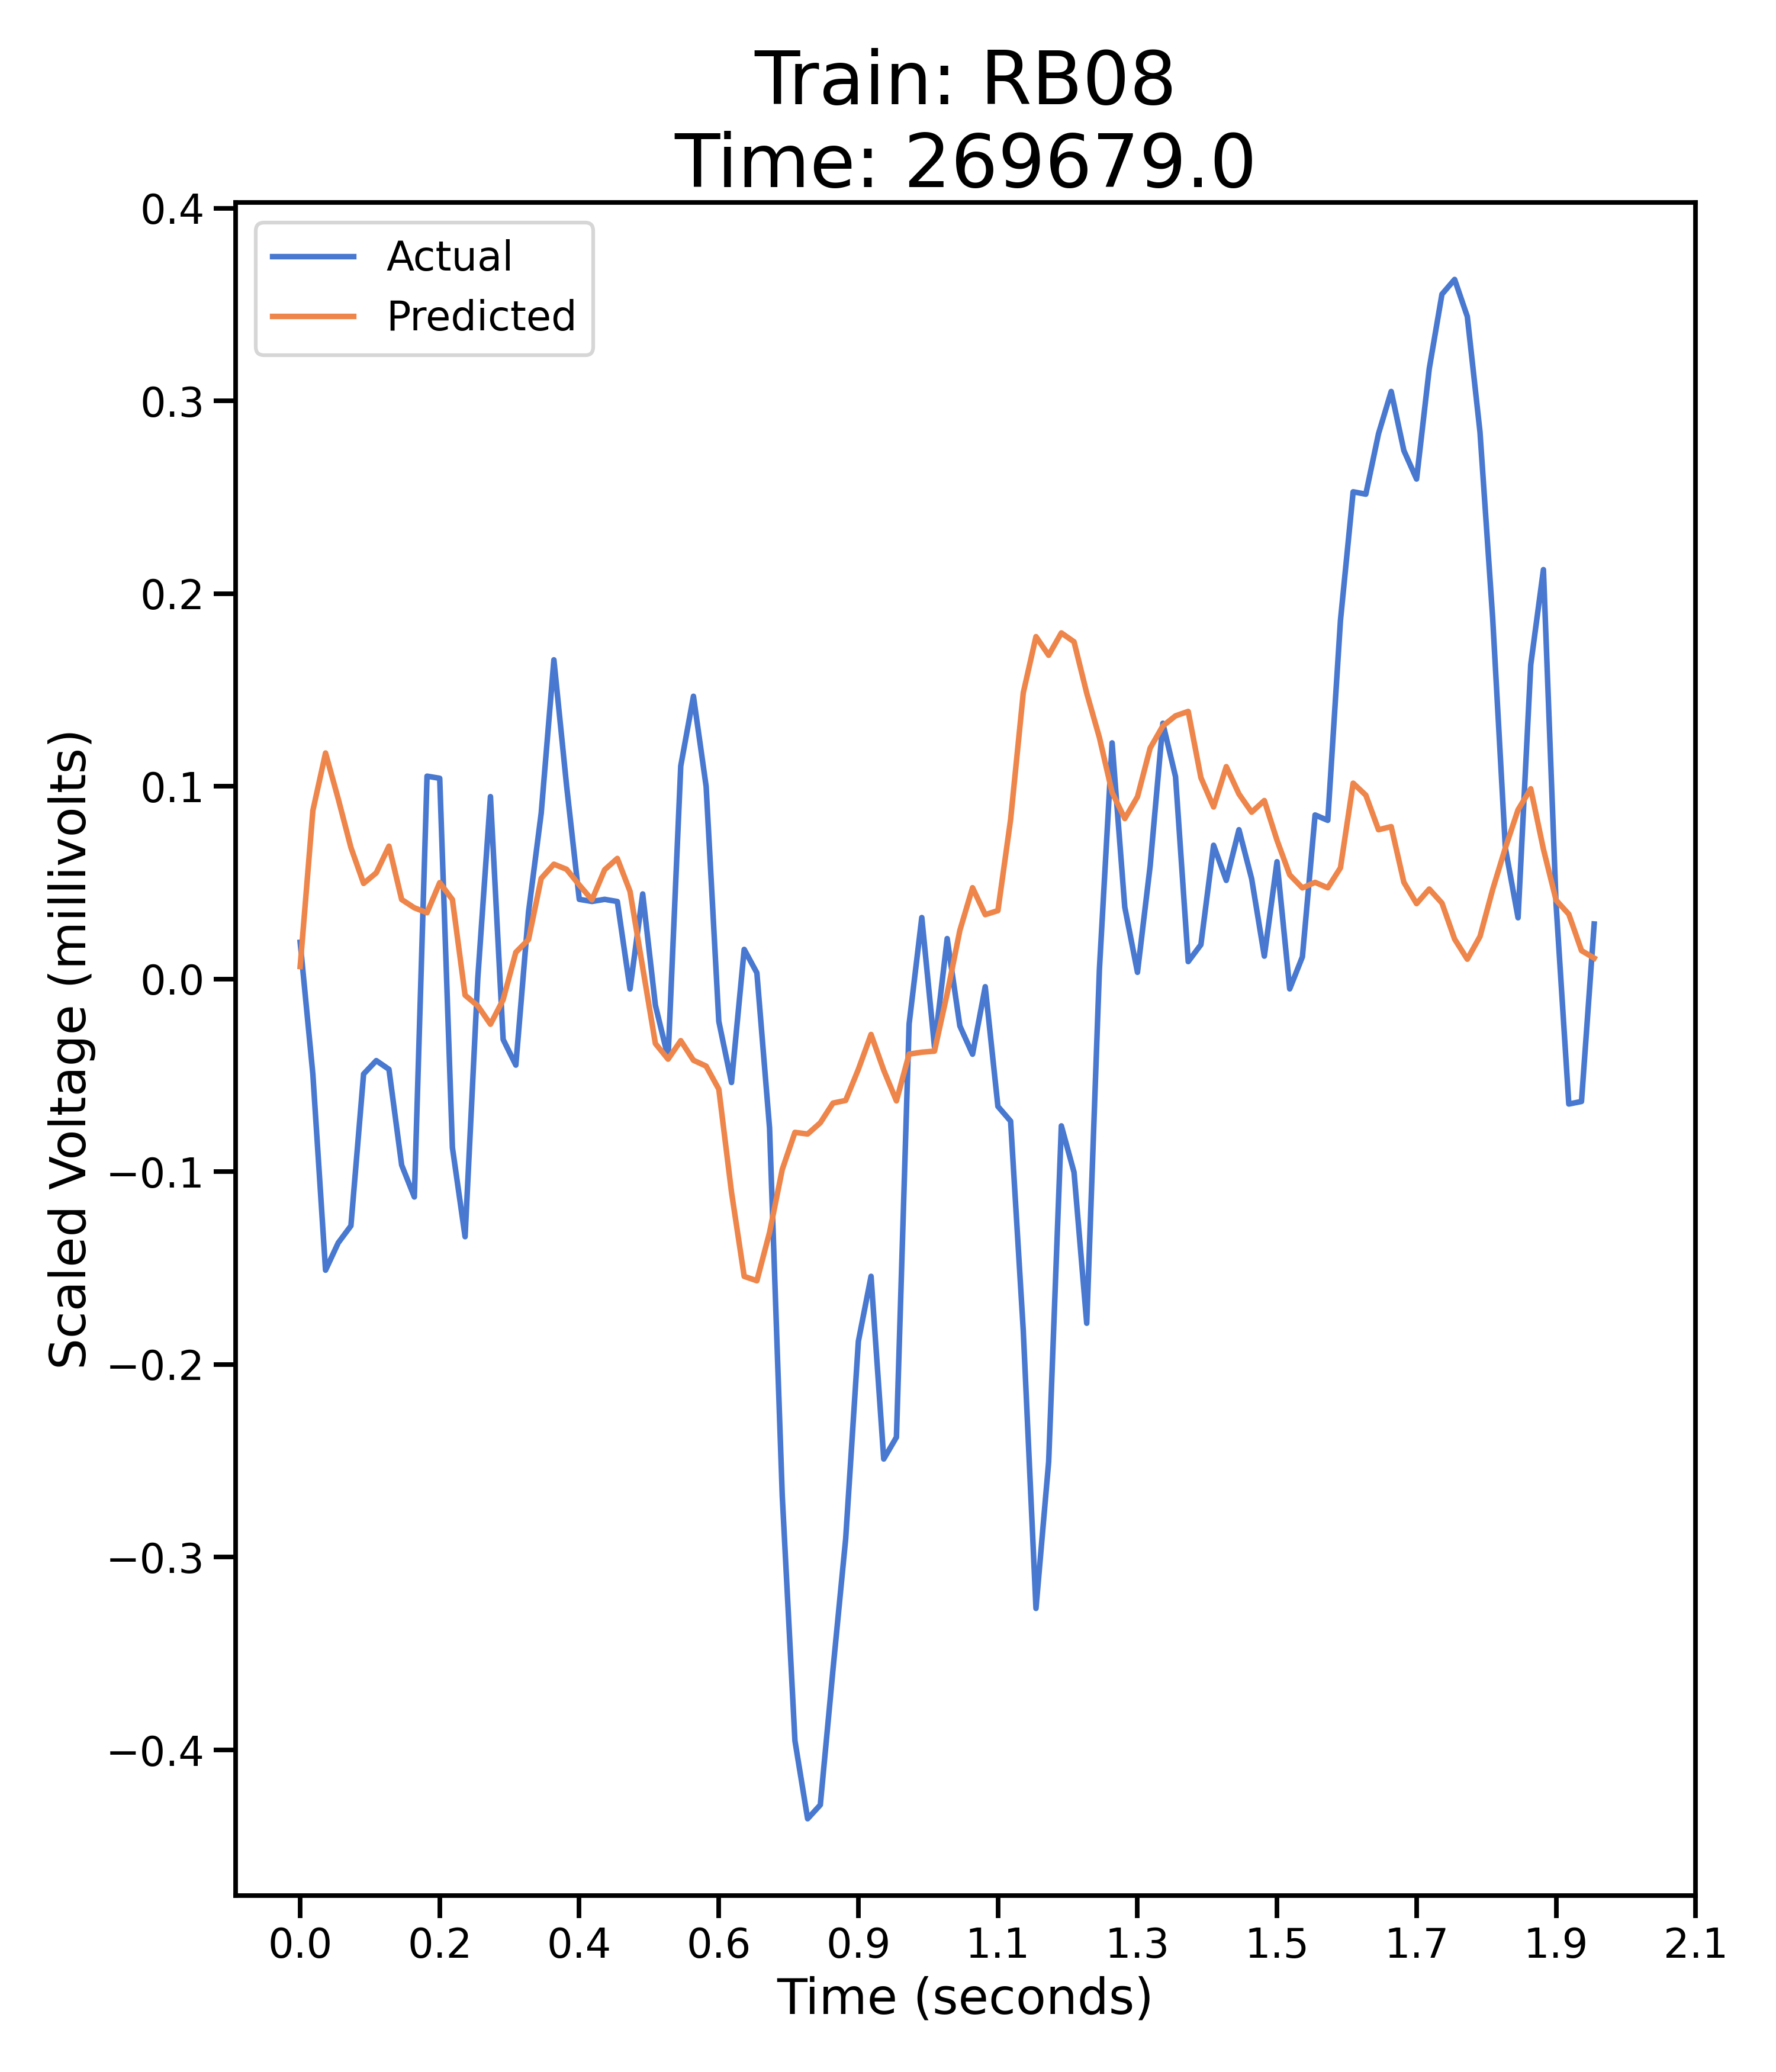 Train: RB08
Time: 269679.0
Actual
Predicted
Scaled Voltage (millivolts)
0.4
0.3
0.2
0.1
0.0
−0.1
−0.2
−0.3
−0.4
0.0 0.2 0.4 0.6 0.9 1.1 1.3 1.5 1.7 1.9 2.1
Time (seconds)